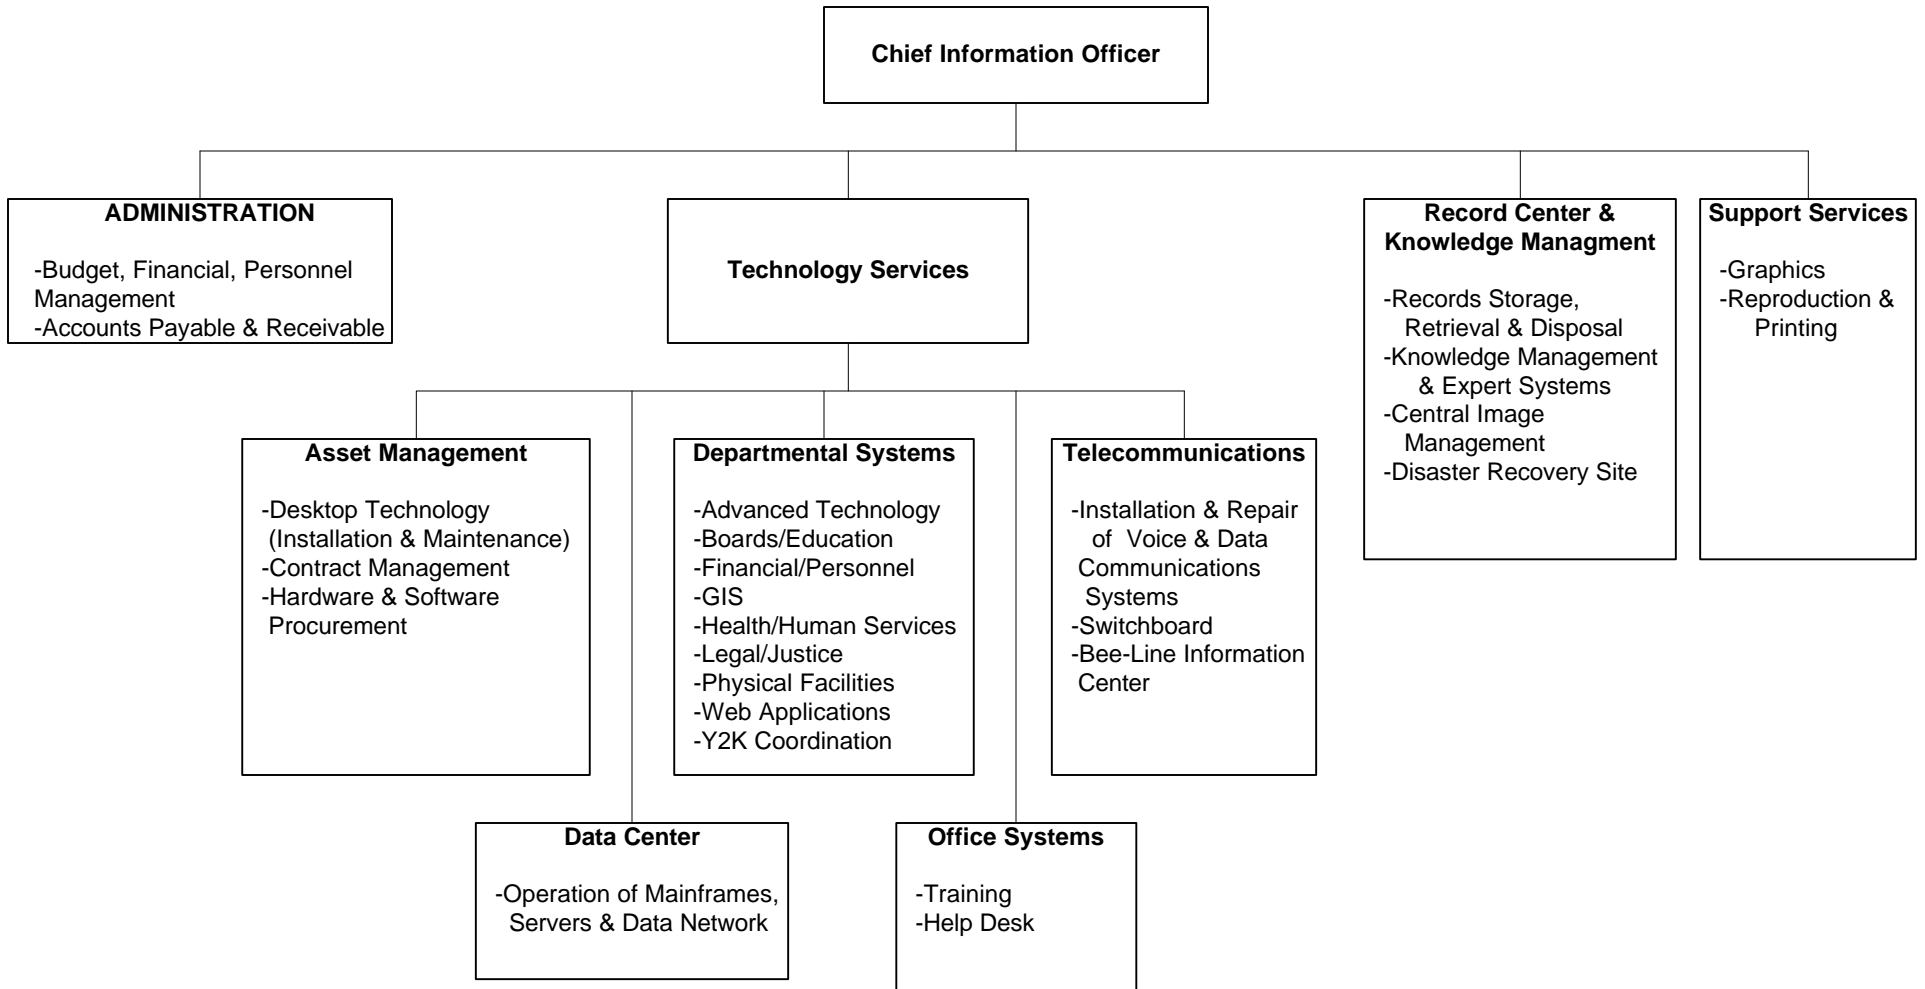 Chief Information Officer
ADMINISTRATION
-Budget, Financial, Personnel
Management
-Accounts Payable & Receivable
Technology Services
Record Center &
Knowledge Managment
-Records Storage,
Retrieval & Disposal
-Knowledge Management
& Expert Systems
-Central Image
Management
-Disaster Recovery Site
Support Services
-Graphics
-Reproduction &
Printing
Asset Management
-Desktop Technology
(Installation & Maintenance)
-Contract Management
-Hardware & Software
Procurement
Departmental Systems
-Advanced Technology
-Boards/Education
-Financial/Personnel
-GIS
-Health/Human Services
-Legal/Justice
-Physical Facilities
-Web Applications
-Y2K Coordination
Telecommunications
-Installation & Repair
of Voice & Data
Communications
Systems
-Switchboard
-Bee-Line Information
Center
Data Center
-Operation of Mainframes,
Servers & Data Network
Office Systems
-Training
-Help Desk